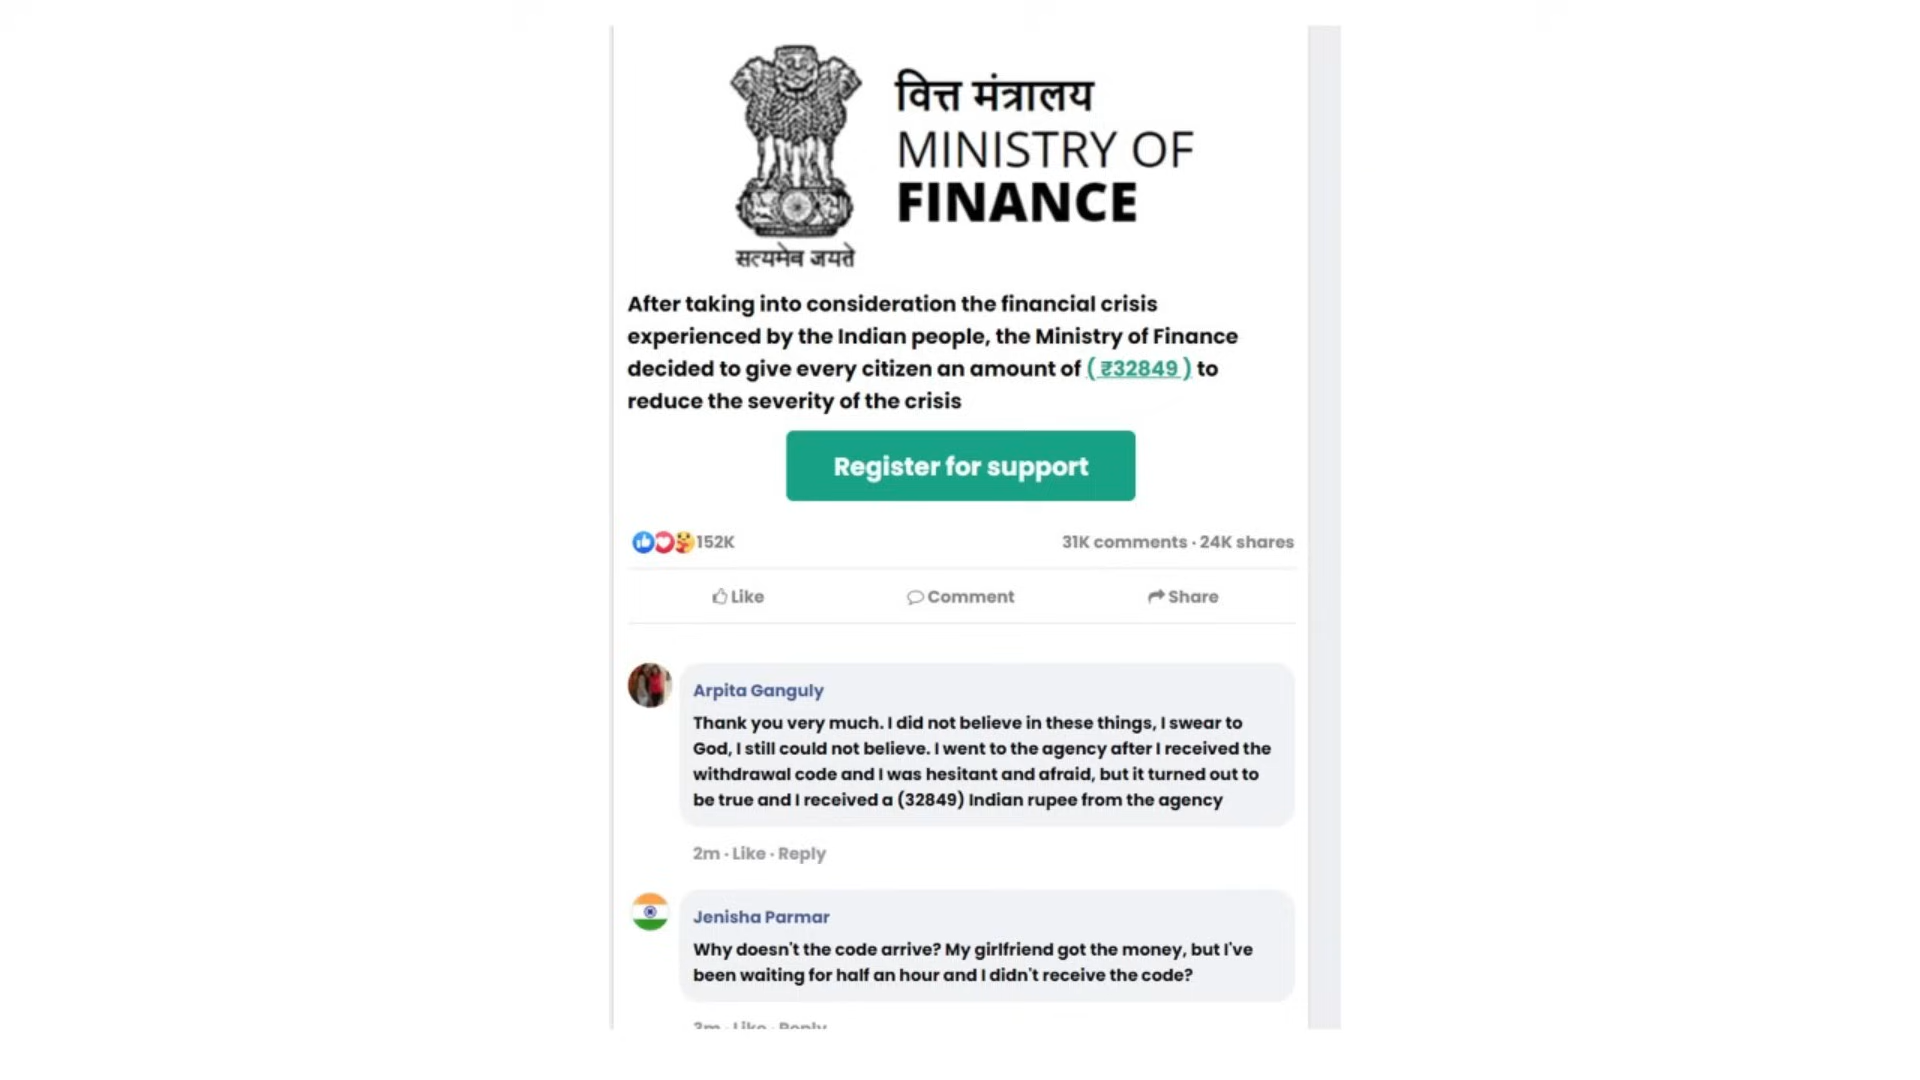 वित्त मंत्रालय
MINISTRY OF
FINANCE
सत्यमेव जयते
After taking into consideration the financial crisis
experienced by the Indian people, the Ministry of Finance
decided to give every citizen an amount of ( ₹32849 ) to
reduce the severity of the crisis
Register for support
152K
31K comments · 24K shares
Like
Comment
Share
Arpita Ganguly
Thank you very much. I did not believe in these things, I swear to
God, I still could not believe. I went to the agency after I received the
withdrawal code and I was hesitant and afraid, but it turned out to
be true and I received a (32849) Indian rupee from the agency
2m · Like · Reply
Jenisha Parmar
Why doesn't the code arrive? My girlfriend got the money, but I've
been waiting for half an hour and I didn't receive the code?
3m · Like · Reply